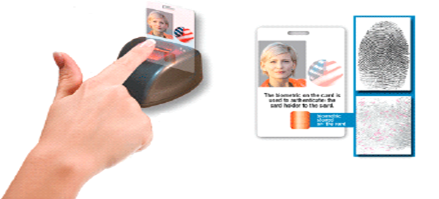 The biometric on the card is
used to authenticate the
card holder to the card.
biometric
stored
on the card